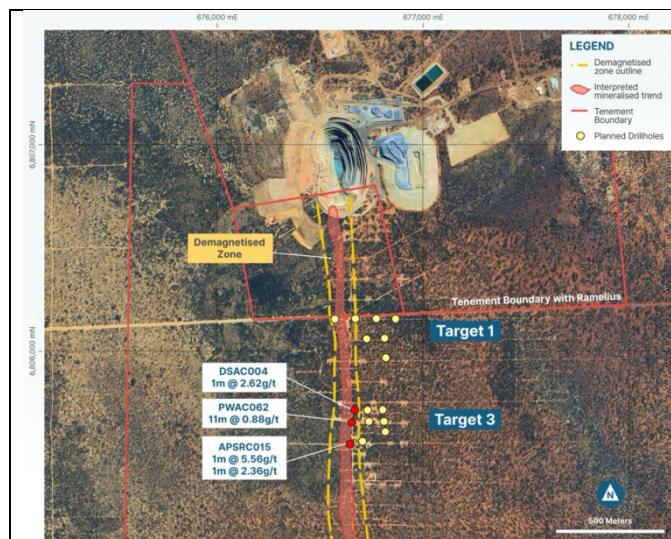 676,000 mE
677,000 mE
678,000 mE
LEGEND
Demagnetised
zone outline
Interpreted
mineralised trend
Tenement
Boundary
Planned Drillholes
6,807,000 mN
Demagnetised
Zone
Tenement Boundary with Ramelius
Target 1
6,806,000 mN
DSAC004
1m @ 2.62g/t
PWAC062
11m @ 0.88g/t
Target 3
APSRC015
1m @ 5.56g/t
1m @ 2.36g/t
N
500 Meters